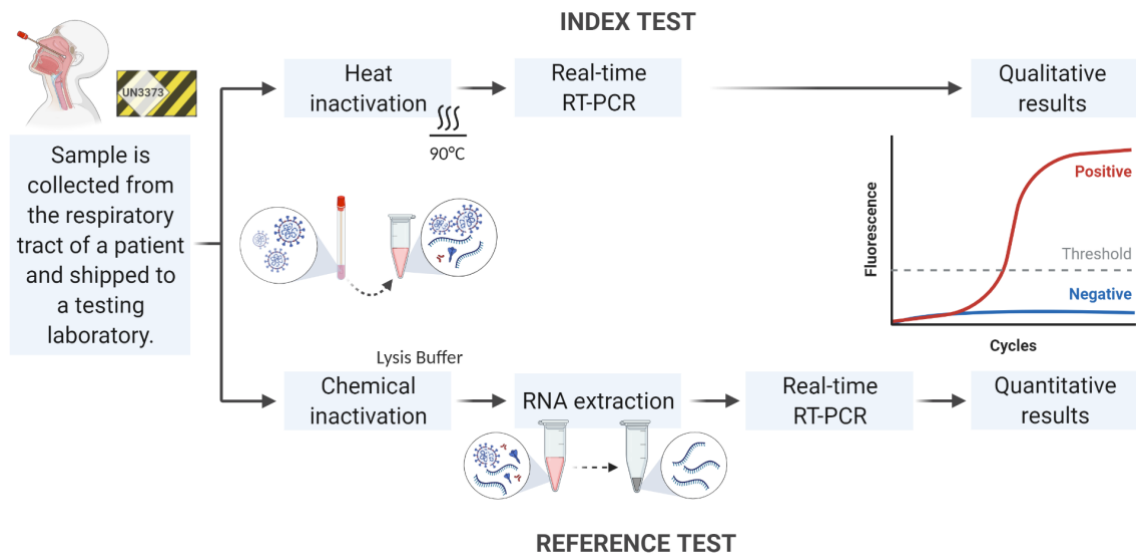 INDEX TEST
UN3373
Sample is
collected from
the respiratory
tract of a patient
and shipped to
a testing
laboratory.
Heat
inactivation
90°C
Real-time
RT-PCR
Qualitative
results
Fluorescence
Positive
Threshold
Negative
Cycles
Lysis Buffer
Chemical
inactivation
RNA extraction
Real-time
RT-PCR
Quantitative
results
REFERENCE TEST